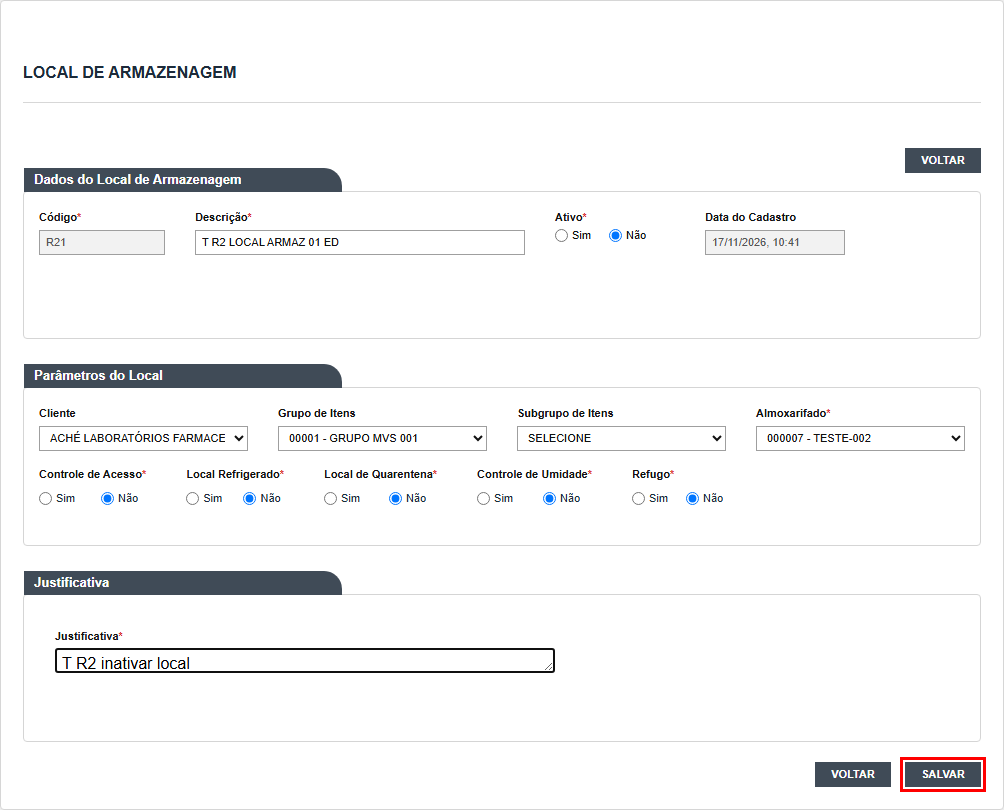 LOCAL DE ARMAZENAGEM
VOLTAR
Dados do Local de Armazenagem
Código* Descrição* Ativo* Data do Cadastro
R21 T R2 LOCAL ARMAZ 01 ED Sim Não 17/11/2026, 10:41
Parâmetros do Local
Cliente Grupo de Itens Subgrupo de Itens Almoxarifado*
ACHÉ LABORATÓRIOS FARMACE 00001 - GRUPO MVS 001 SELECIONE 000007 - TESTE-002
Controle de Acesso* Local Refrigerado* Local de Quarentena* Controle de Umidade* Refugo*
Sim Não Sim Não Sim Não Sim Não Sim Não
Justificativa
Justificativa*
T R2 inativar local
VOLTAR SALVAR